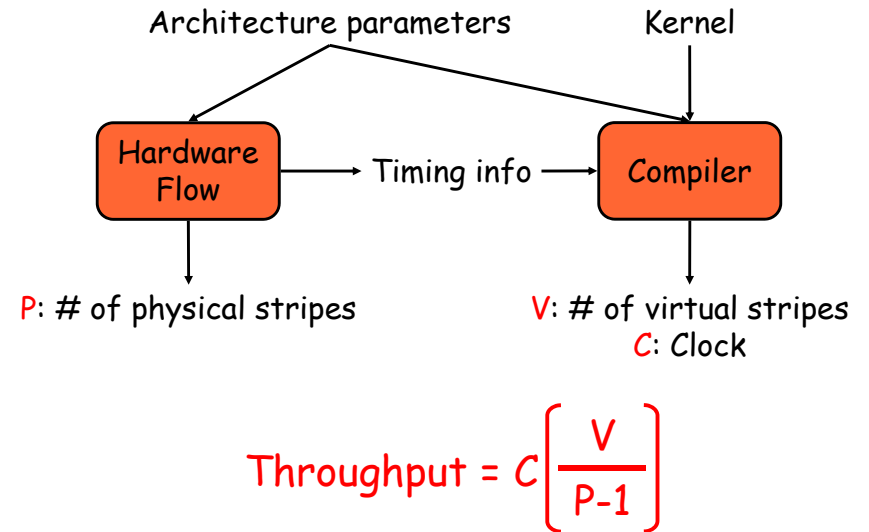 Architecture parameters
Kernel
Hardware
Flow
Timing info
Compiler
P: # of physical stripes
V: # of virtual stripes
C: Clock
Throughput = C[V/(P-1)]